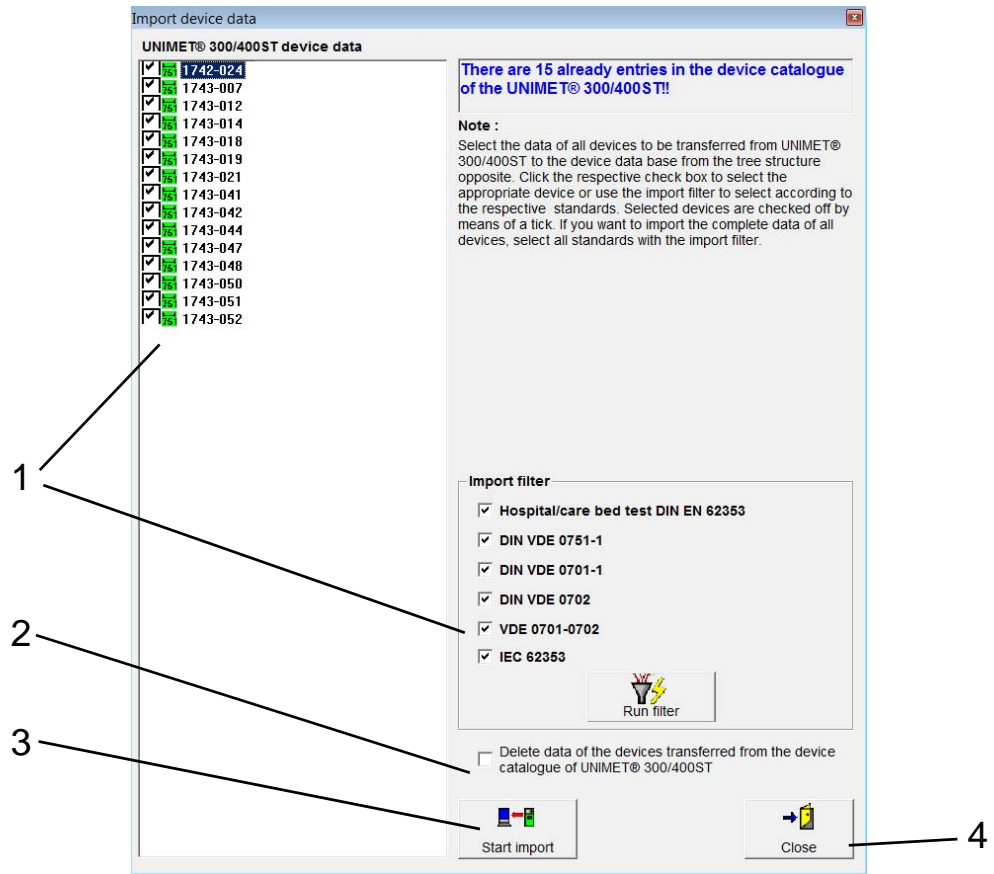 Import device data
UNIMET® 300/400ST device data
1742-024
1743-007
1743-012
1743-014
1743-018
1743-019
1743-021
1743-041
1743-042
1743-044
1743-047
1743-048
1743-050
1743-051
1743-052
There are 15 already entries in the device catalogue
of the UNIMET® 300/400ST!!
Note :
Select the data of all devices to be transferred from UNIMET®
300/400ST to the device data base from the tree structure
opposite. Click the respective check box to select the
appropriate device or use the import filter to select according to
the respective standards. Selected devices are checked off by
means of a tick. If you want to import the complete data of all
devices, select all standards with the import filter.
1
Import filter
Hospital/care bed test DIN EN 62353
DIN VDE 0751-1
DIN VDE 0701-1
DIN VDE 0702
VDE 0701-0702
IEC 62353
Run filter
2
Delete data of the devices transferred from the device
catalogue of UNIMET® 300/400ST
3
Start import
Close
4